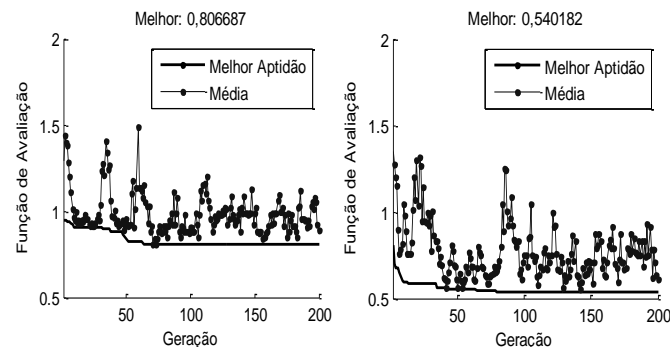 Melhor: 0,806687
2
1.5
1
0.5
Função de Avaliação
Melhor Aptidão
Média
50
100
150
200
Geração
Melhor: 0,540182
2
1.5
1
0.5
Função de Avaliação
Melhor Aptidão
Média
50
100
150
200
Geração